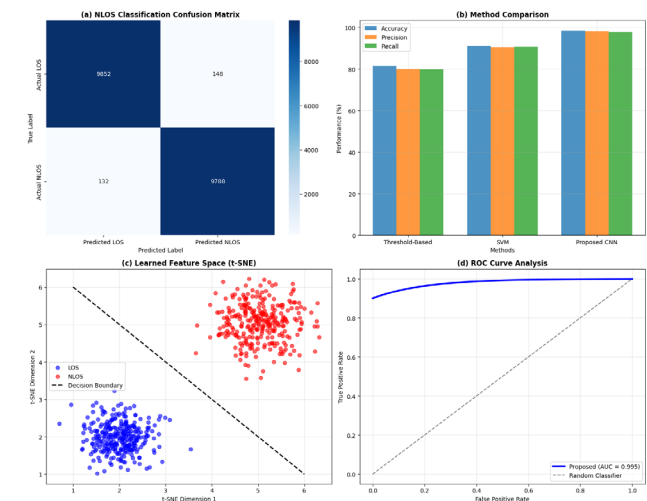 (a) NLOS Classification Confusion Matrix
Actual LOS
Actual NLOS
True Label
9852
148
132
9788
Predicted LOS
Predicted NLOS
Predicted Label
8000
6000
4000
2000
(b) Method Comparison
Accuracy
Precision
Recall
Performance (%)
100
80
60
40
20
0
Threshold-Based
SVM
Proposed CNN
Methods
(c) Learned Feature Space (t-SNE)
t-SNE Dimension 2
6
5
4
3
2
1
LOS
NLOS
Decision Boundary
1
2
3
4
5
6
t-SNE Dimension 1
(d) ROC Curve Analysis
True Positive Rate
1.0
0.8
0.6
0.4
0.2
0.0
Proposed (AUC = 0.995)
Random Classifier
0.0
0.2
0.4
0.6
0.8
1.0
False Positive Rate